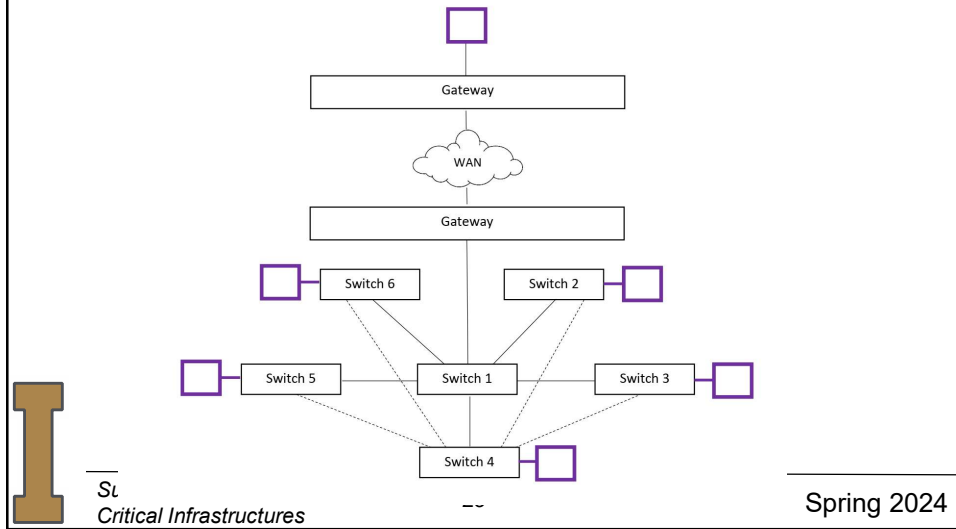 Gateway
WAN
Gateway
Switch 6
Switch 2
Switch 5
Switch 1
Switch 3
Switch 4
Critical Infrastructures
Spring 2024